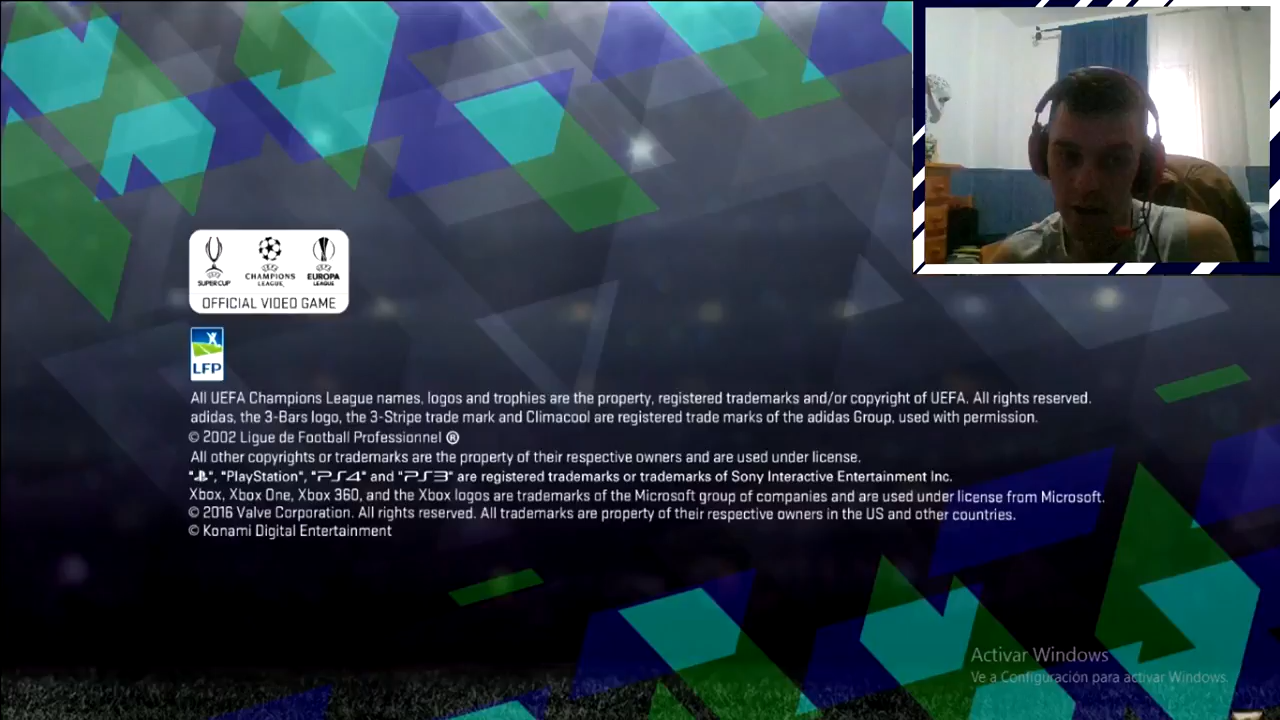 SUPER CUP
CHAMPIONS LEAGUE
EUROPA LEAGUE
OFFICIAL VIDEO GAME
LFP
All UEFA Champions League names, logos and trophies are the property, registered trademarks and/or copyright of UEFA. All rights reserved.
adidas, the 3-Bars logo, the 3-Stripe trade mark and Climacool are registered trade marks of the adidas Group, used with permission.
© 2002 Ligue de Football Professionnel ®
All other copyrights or trademarks are the property of their respective owners and are used under license.
"", "PlayStation", "PS4" and "PS3" are registered trademarks or trademarks of Sony Interactive Entertainment Inc.
Xbox, Xbox One, Xbox 360, and the Xbox logos are trademarks of the Microsoft group of companies and are used under license from Microsoft.
© 2016 Valve Corporation. All rights reserved. All trademarks are property of their respective owners in the US and other countries.
© Konami Digital Entertainment
Activar Windows
Ve a Configuración para activar Windows.